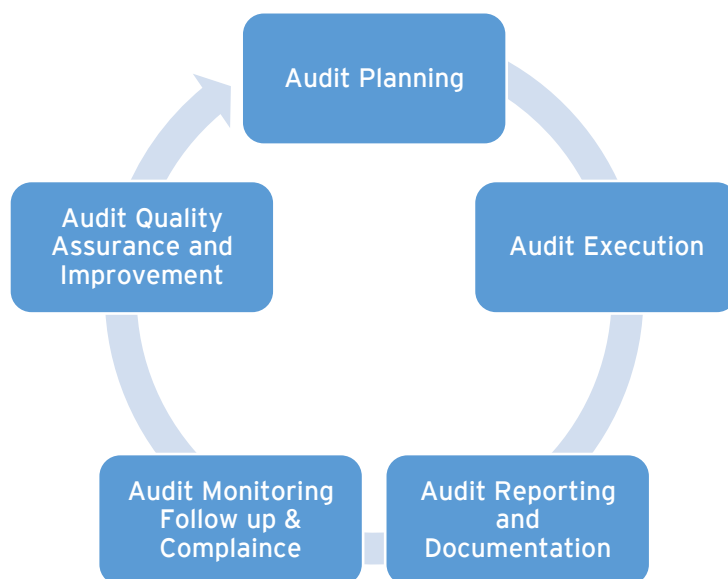 Audit Planning
Audit Execution
Audit Reporting
and
Documentation
Audit Monitoring
Follow up &
Complaince
Audit Quality
Assurance and
Improvement